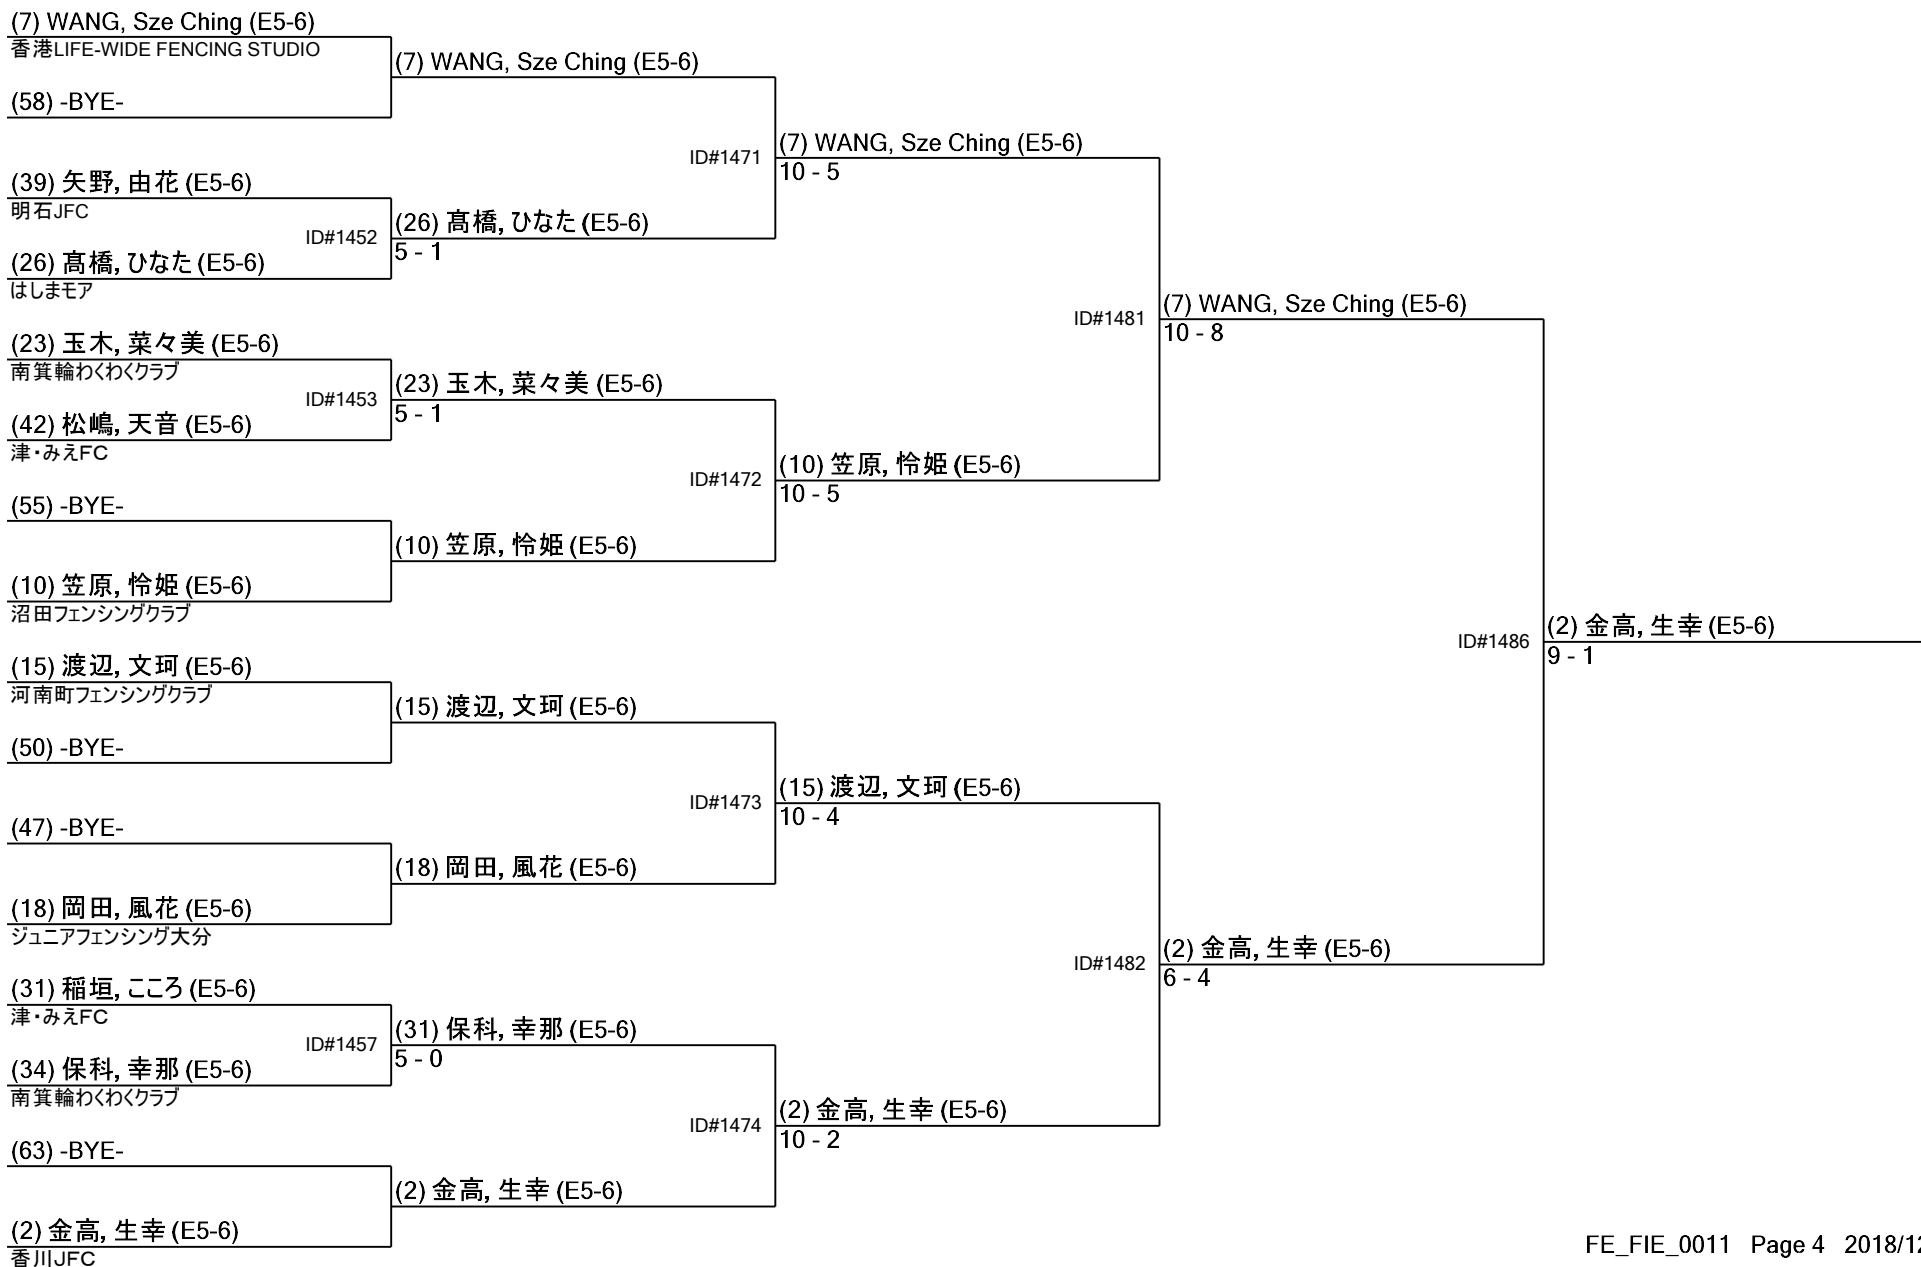 (7) WANG, Sze Ching (E5-6)
香港LIFE-WIDE FENCING STUDIO
(58) -BYE-
(39) 矢野, 由花 (E5-6)
明石JFC
(26) 髙橋, ひなた (E5-6)
はしまモア
(23) 玉木, 菜々美 (E5-6)
南箕輪わくわくクラブ
(42) 松嶋, 天音 (E5-6)
津・みえFC
(55) -BYE-
(10) 笠原, 怜姫 (E5-6)
沼田フェンシングクラブ
(15) 渡辺, 文珂 (E5-6)
河南町フェンシングクラブ
(50) -BYE-
(47) -BYE-
(18) 岡田, 風花 (E5-6)
ジュニアフェンシング大分
(31) 稲垣, こころ (E5-6)
津・みえFC
(34) 保科, 幸那 (E5-6)
南箕輪わくわくクラブ
(63) -BYE-
(2) 金高, 生幸 (E5-6)
香川JFC
(7) WANG, Sze Ching (E5-6)
ID#1452
(26) 髙橋, ひなた (E5-6)
5 - 1
ID#1453
(23) 玉木, 菜々美 (E5-6)
5 - 1
(10) 笠原, 怜姫 (E5-6)
(15) 渡辺, 文珂 (E5-6)
(18) 岡田, 風花 (E5-6)
ID#1457
(31) 保科, 幸那 (E5-6)
5 - 0
(2) 金高, 生幸 (E5-6)
ID#1471
(7) WANG, Sze Ching (E5-6)
10 - 5
ID#1472
(10) 笠原, 怜姫 (E5-6)
10 - 5
ID#1473
(15) 渡辺, 文珂 (E5-6)
10 - 4
ID#1474
(2) 金高, 生幸 (E5-6)
10 - 2
ID#1481
(7) WANG, Sze Ching (E5-6)
10 - 8
ID#1482
(2) 金高, 生幸 (E5-6)
6 - 4
ID#1486
(2) 金高, 生幸 (E5-6)
9 - 1
FE_FIE_0011 Page 4 2018/12